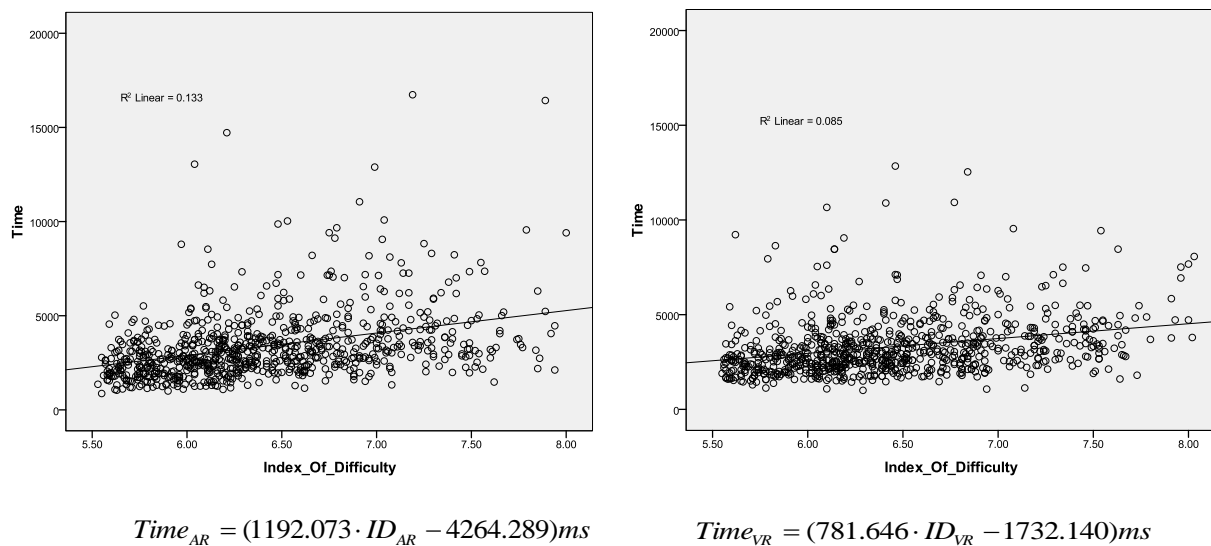 20000
15000
10000
5000
0
Time
R² Linear = 0.133
5.50 6.00 6.50 7.00 7.50 8.00
Index_Of_Difficulty
Time_AR = (1192.073 · ID_AR − 4264.289)ms
20000
15000
10000
5000
0
Time
R² Linear = 0.085
5.50 6.00 6.50 7.00 7.50 8.00
Index_Of_Difficulty
Time_VR = (781.646 · ID_VR − 1732.140)ms